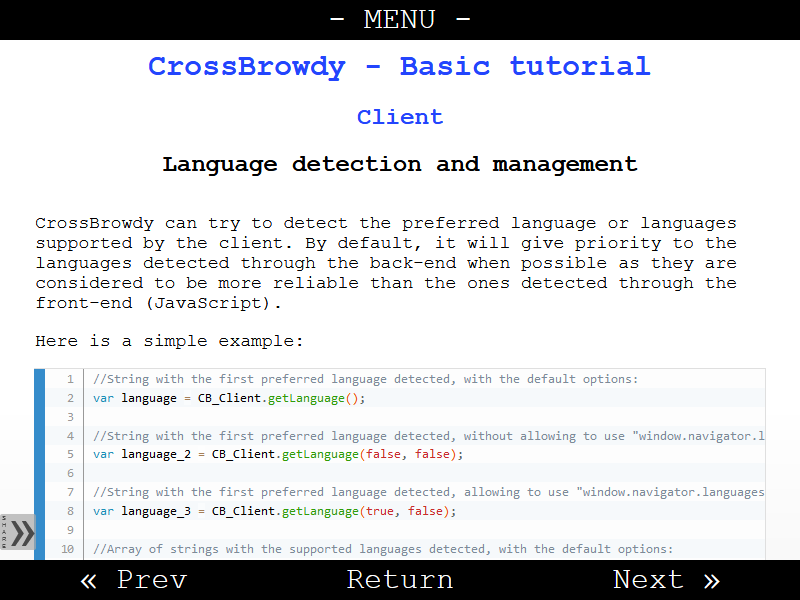 - MENU -
CrossBrowdy - Basic tutorial
Client
Language detection and management
CrossBrowdy can try to detect the preferred language or languages
supported by the client. By default, it will give priority to the
languages detected through the back-end when possible as they are
considered to be more reliable than the ones detected through the
front-end (JavaScript).
Here is a simple example:
1 //String with the first preferred language detected, with the default options:
2 var language = CB_Client.getLanguage();
3
4 //String with the first preferred language detected, without allowing to use "window.navigator.l
5 var language_2 = CB_Client.getLanguage(false, false);
6
7 //String with the first preferred language detected, allowing to use "window.navigator.languages
8 var language_3 = CB_Client.getLanguage(true, false);
9
10 //Array of strings with the supported languages detected, with the default options:
SHARE »
« Prev Return Next »